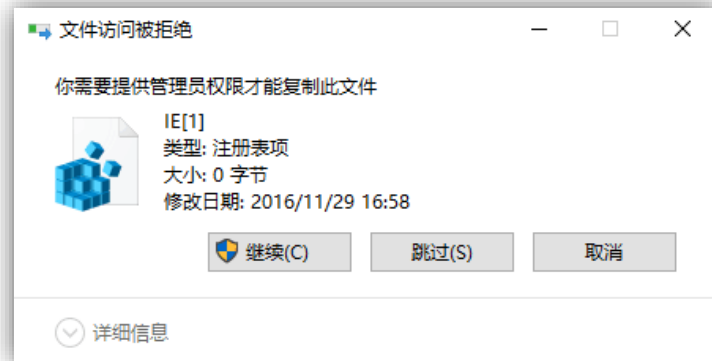 文件访问被拒绝
你需要提供管理员权限才能复制此文件
IE[1]
类型: 注册表项
大小: 0 字节
修改日期: 2016/11/29 16:58
继续(C) 跳过(S) 取消
详细信息